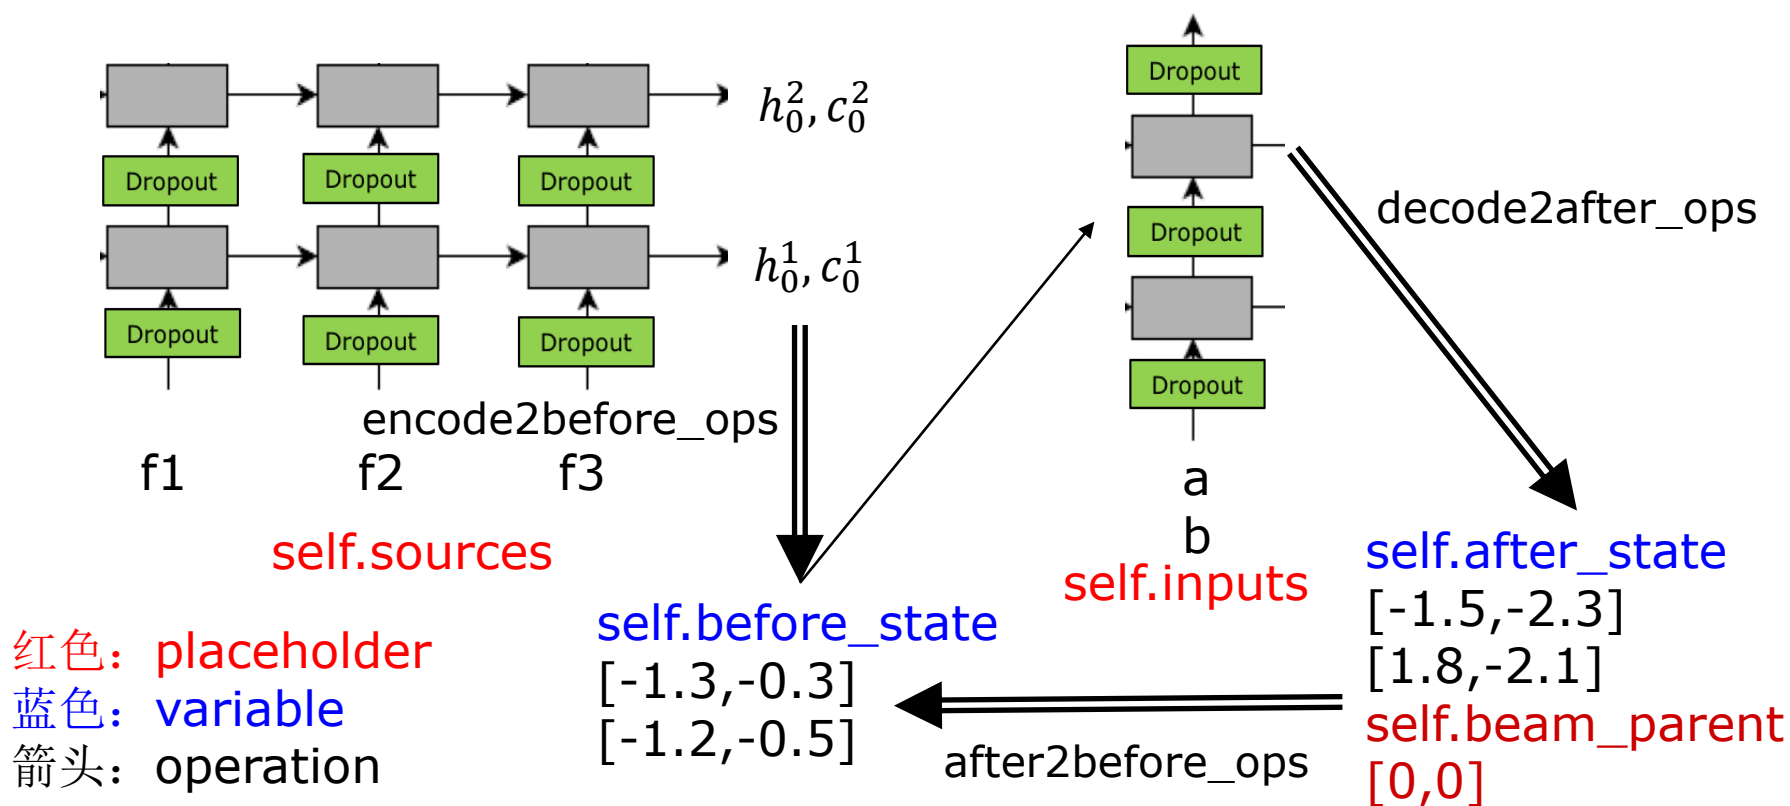 Dropout
Dropout
Dropout
Dropout
Dropout
Dropout
h_0^2, c_0^2
h_0^1, c_0^1
encode2before_ops
f1 f2 f3
self.sources
Dropout
Dropout
Dropout
a
b
self.inputs
decode2after_ops
self.after_state
[-1.5,-2.3]
[1.8,-2.1]
self.beam_parent
[0,0]
self.before_state
[-1.3,-0.3]
[-1.2,-0.5]
after2before_ops
红色：placeholder
蓝色：variable
箭头：operation